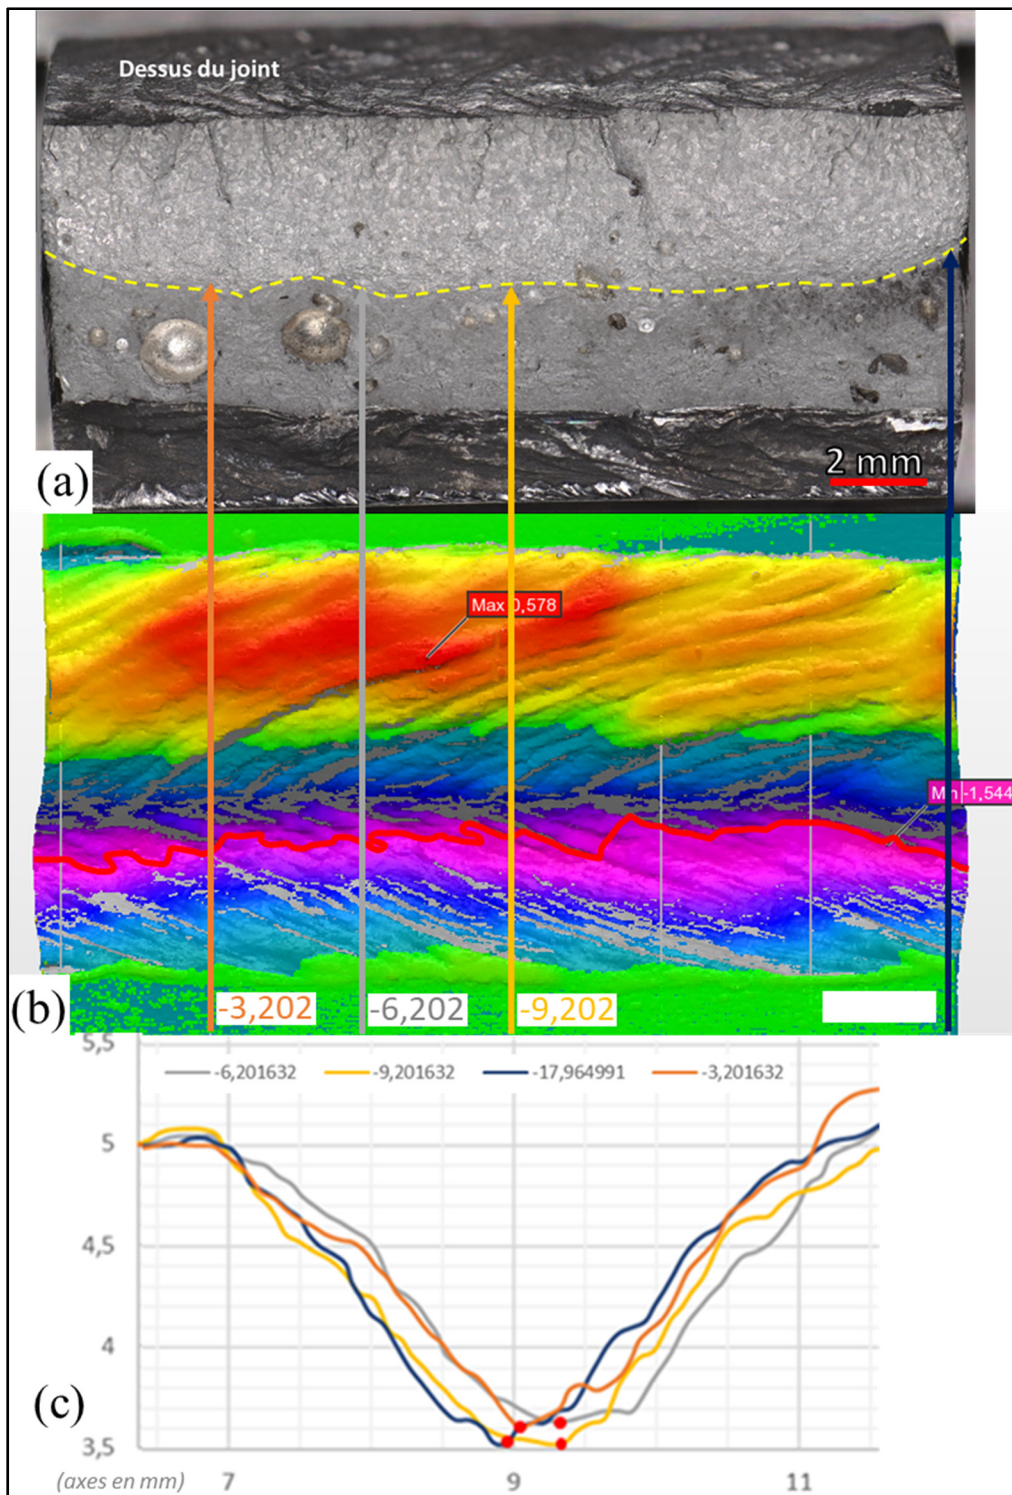 Dessus du joint
2 mm
(a)
Max 0,578
Min -1,544
(b)
-3,202
-6,202
-9,202
5,5
-6,201632
-9,201632
-17,964991
-3,201632
5
4,5
4
(c)
3,5
(axes en mm)
7
9
11